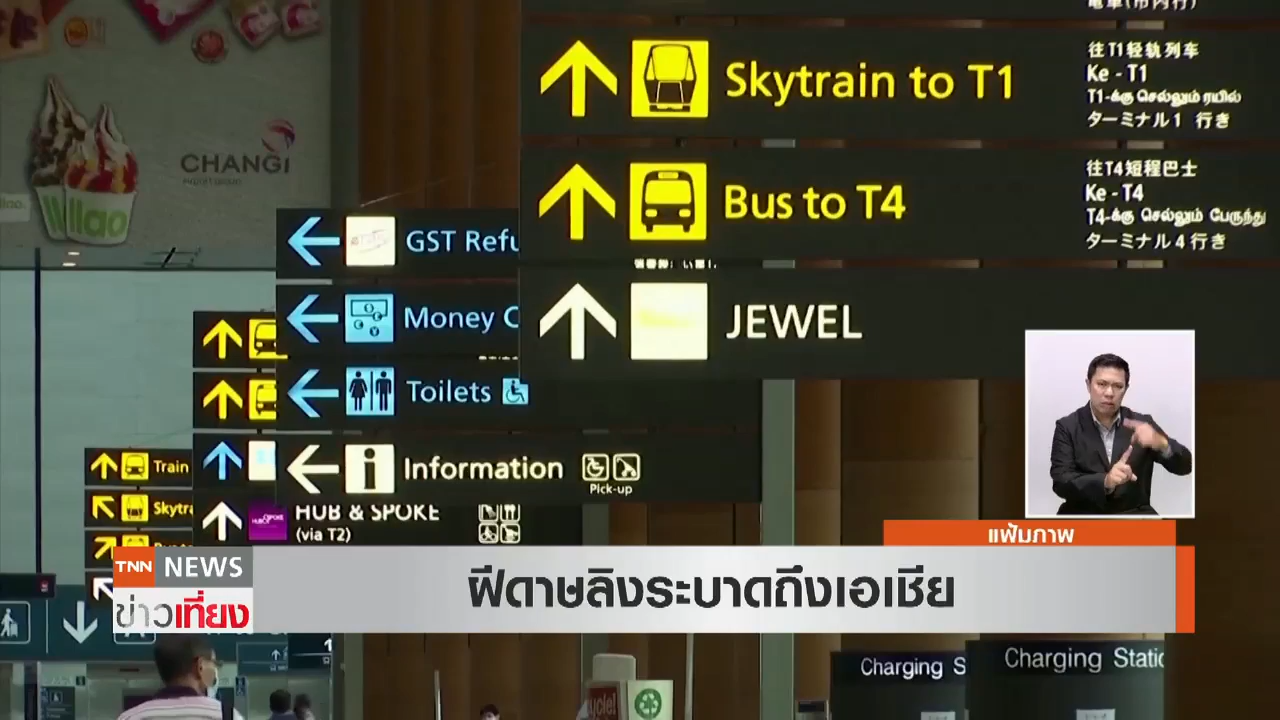 Skytrain to T1
往T1轻轨列车
Ke - T1
T1-க்கு செல்லும் ரயில்
ターミナル1 行き
Bus to T4
往T4短程巴士
Ke - T4
T4-க்கு செல்லும் பேருந்து
ターミナル4行き
JEWEL
CHANGI
llao
GST Refu
Money C
Toilets
Information
Pick-up
HUB & SPOKE
(via T2)
Train
Skytra
แฟ้มภาพ
TNN NEWS
ข่าวเที่ยง
ฝีดาษลิงระบาดถึงเอเชีย
Charging S
Charging Static